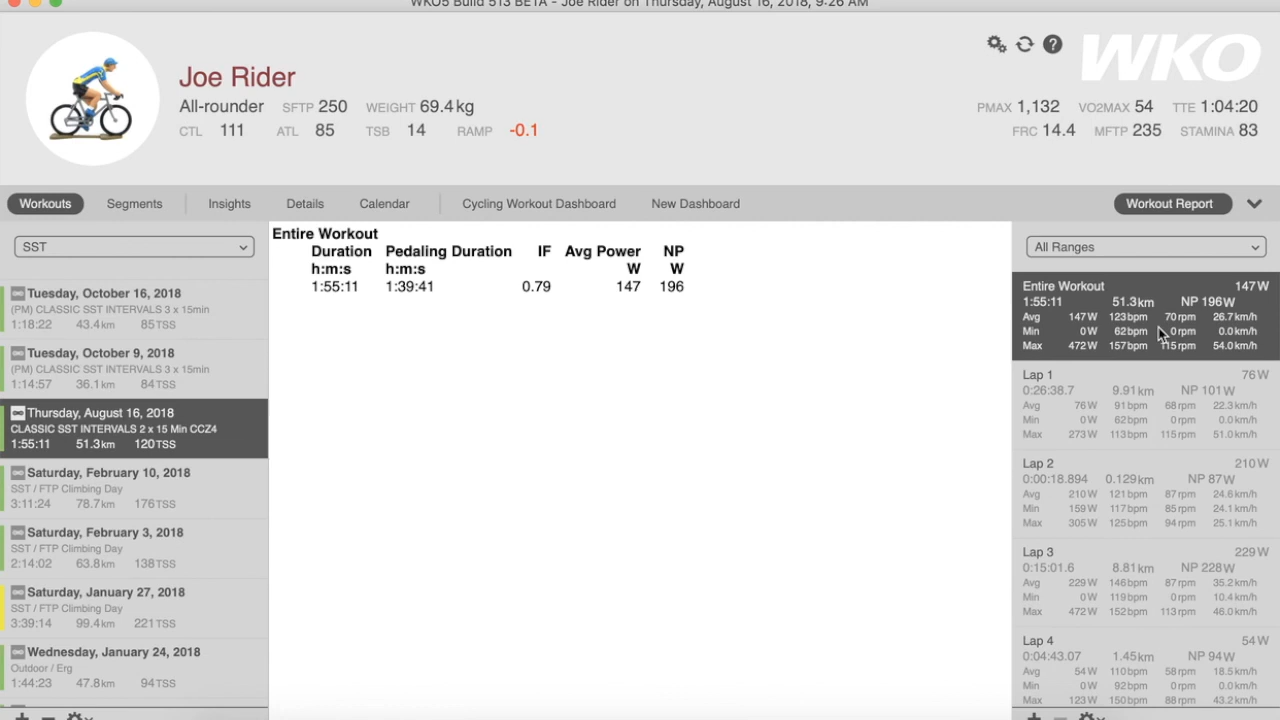 WKO5 Build 513 BETA - Joe Rider on Thursday, August 16, 2018, 9:26 AM
WKO
Joe Rider
All-rounder SFTP 250 WEIGHT 69.4kg
CTL 111 ATL 85 TSB 14 RAMP -0.1
PMAX 1,132 VO2MAX 54 TTE 1:04:20
FRC 14.4 MFTP 235 STAMINA 83
Workouts Segments Insights Details Calendar Cycling Workout Dashboard New Dashboard Workout Report
SST
Tuesday, October 16, 2018
(PM) CLASSIC SST INTERVALS 3 x 15min
1:18:22 43.4km 85TSS
Tuesday, October 9, 2018
(PM) CLASSIC SST INTERVALS 3 x 15min
1:14:57 36.1km 84TSS
Thursday, August 16, 2018
CLASSIC SST INTERVALS 2 x 15 Min CCZ4
1:55:11 51.3km 120TSS
Saturday, February 10, 2018
SST / FTP Climbing Day
3:11:24 78.7km 176TSS
Saturday, February 3, 2018
SST / FTP Climbing Day
2:14:02 63.8km 138TSS
Saturday, January 27, 2018
SST / FTP Climbing Day
3:39:14 99.4km 221TSS
Wednesday, January 24, 2018
Outdoor / Erg
1:44:23 47.8km 94TSS
Entire Workout
Duration Pedaling Duration IF Avg Power NP
h:m:s h:m:s W W
1:55:11 1:39:41 0.79 147 196
All Ranges
Entire Workout 147W
1:55:11 51.3km NP 196W
Avg 147W 123bpm 70rpm 26.7km/h
Min 0W 62bpm 0rpm 0.0km/h
Max 472W 157bpm 115rpm 54.0km/h
Lap 1 76W
0:26:38.7 9.91km NP 101W
Avg 76W 91bpm 68rpm 22.3km/h
Min 0W 62bpm 0rpm 0.0km/h
Max 273W 113bpm 115rpm 51.0km/h
Lap 2 210W
0:00:18.894 0.129km NP 87W
Avg 210W 121bpm 87rpm 24.6km/h
Min 159W 117bpm 85rpm 24.1km/h
Max 305W 125bpm 94rpm 25.1km/h
Lap 3 229W
0:15:01.6 8.81km NP 228W
Avg 229W 146bpm 87rpm 35.2km/h
Min 0W 119bpm 0rpm 10.4km/h
Max 472W 152bpm 113rpm 46.0km/h
Lap 4 54W
0:04:43.07 1.45km NP 94W
Avg 54W 110bpm 58rpm 18.5km/h
Min 0W 92bpm 0rpm 0.0km/h
Max 123W 150bpm 88rpm 43.2km/h